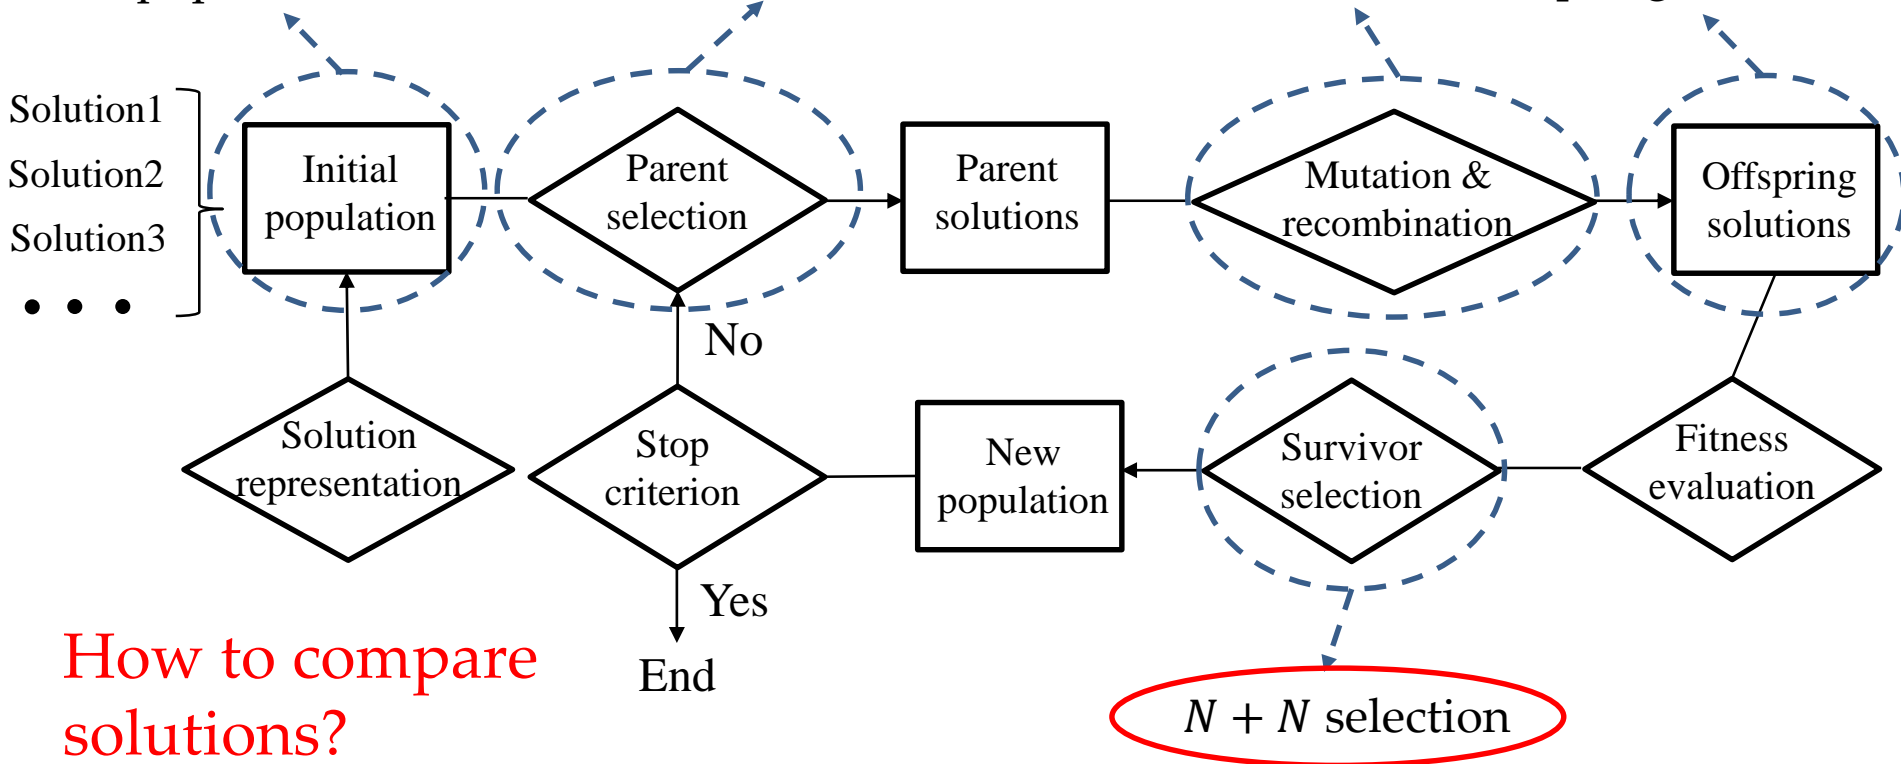 Solution1
Solution2
Solution3
• • •
Initial
population
Parent
selection
Parent
solutions
Mutation &
recombination
Offspring
solutions
No
Solution
representation
Stop
criterion
New
population
Survivor
selection
Fitness
evaluation
Yes
End
How to compare
solutions?
N + N selection